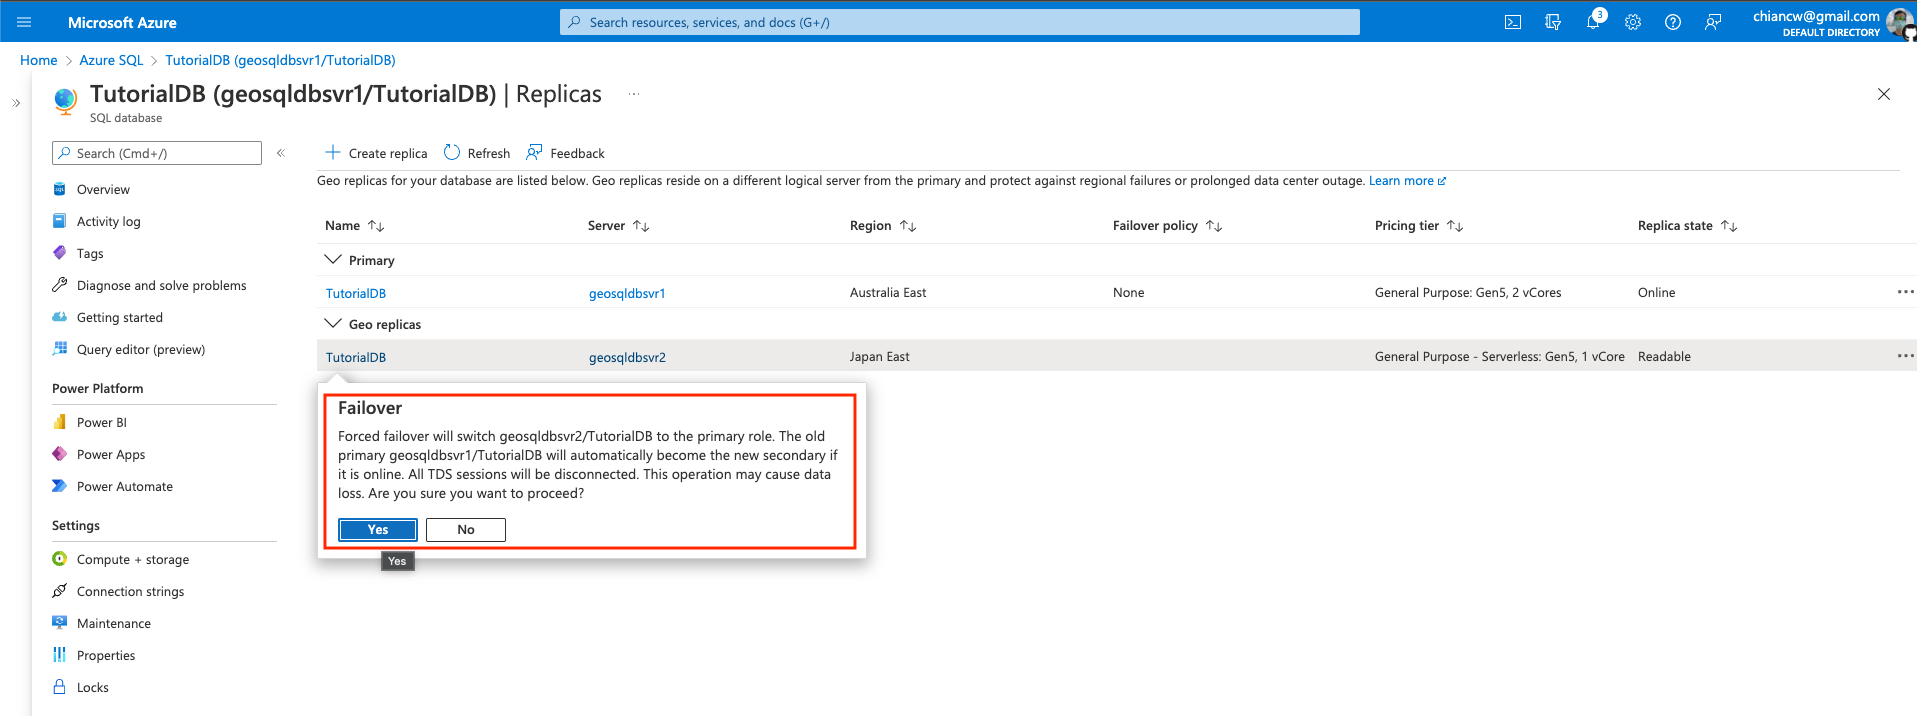 Microsoft Azure
Search resources, services, and docs (G+/)
3
chiancw@gmail.com
DEFAULT DIRECTORY
Home > Azure SQL > TutorialDB (geosqldbsvr1/TutorialDB)
TutorialDB (geosqldbsvr1/TutorialDB) | Replicas ...
SQL database
Search (Cmd+/)
Overview
Activity log
Tags
Diagnose and solve problems
Getting started
Query editor (preview)
Power Platform
Power BI
Power Apps
Power Automate
Settings
Compute + storage
Connection strings
Maintenance
Properties
Locks
Create replica Refresh Feedback
Geo replicas for your database are listed below. Geo replicas reside on a different logical server from the primary and protect against regional failures or prolonged data center outage. Learn more
Name Server Region Failover policy Pricing tier Replica state
Primary
TutorialDB geosqldbsvr1 Australia East None General Purpose: Gen5, 2 vCores Online
Geo replicas
TutorialDB geosqldbsvr2 Japan East General Purpose - Serverless: Gen5, 1 vCore Readable
Failover
Forced failover will switch geosqldbsvr2/TutorialDB to the primary role. The old
primary geosqldbsvr1/TutorialDB will automatically become the new secondary if
it is online. All TDS sessions will be disconnected. This operation may cause data
loss. Are you sure you want to proceed?
Yes No
Yes